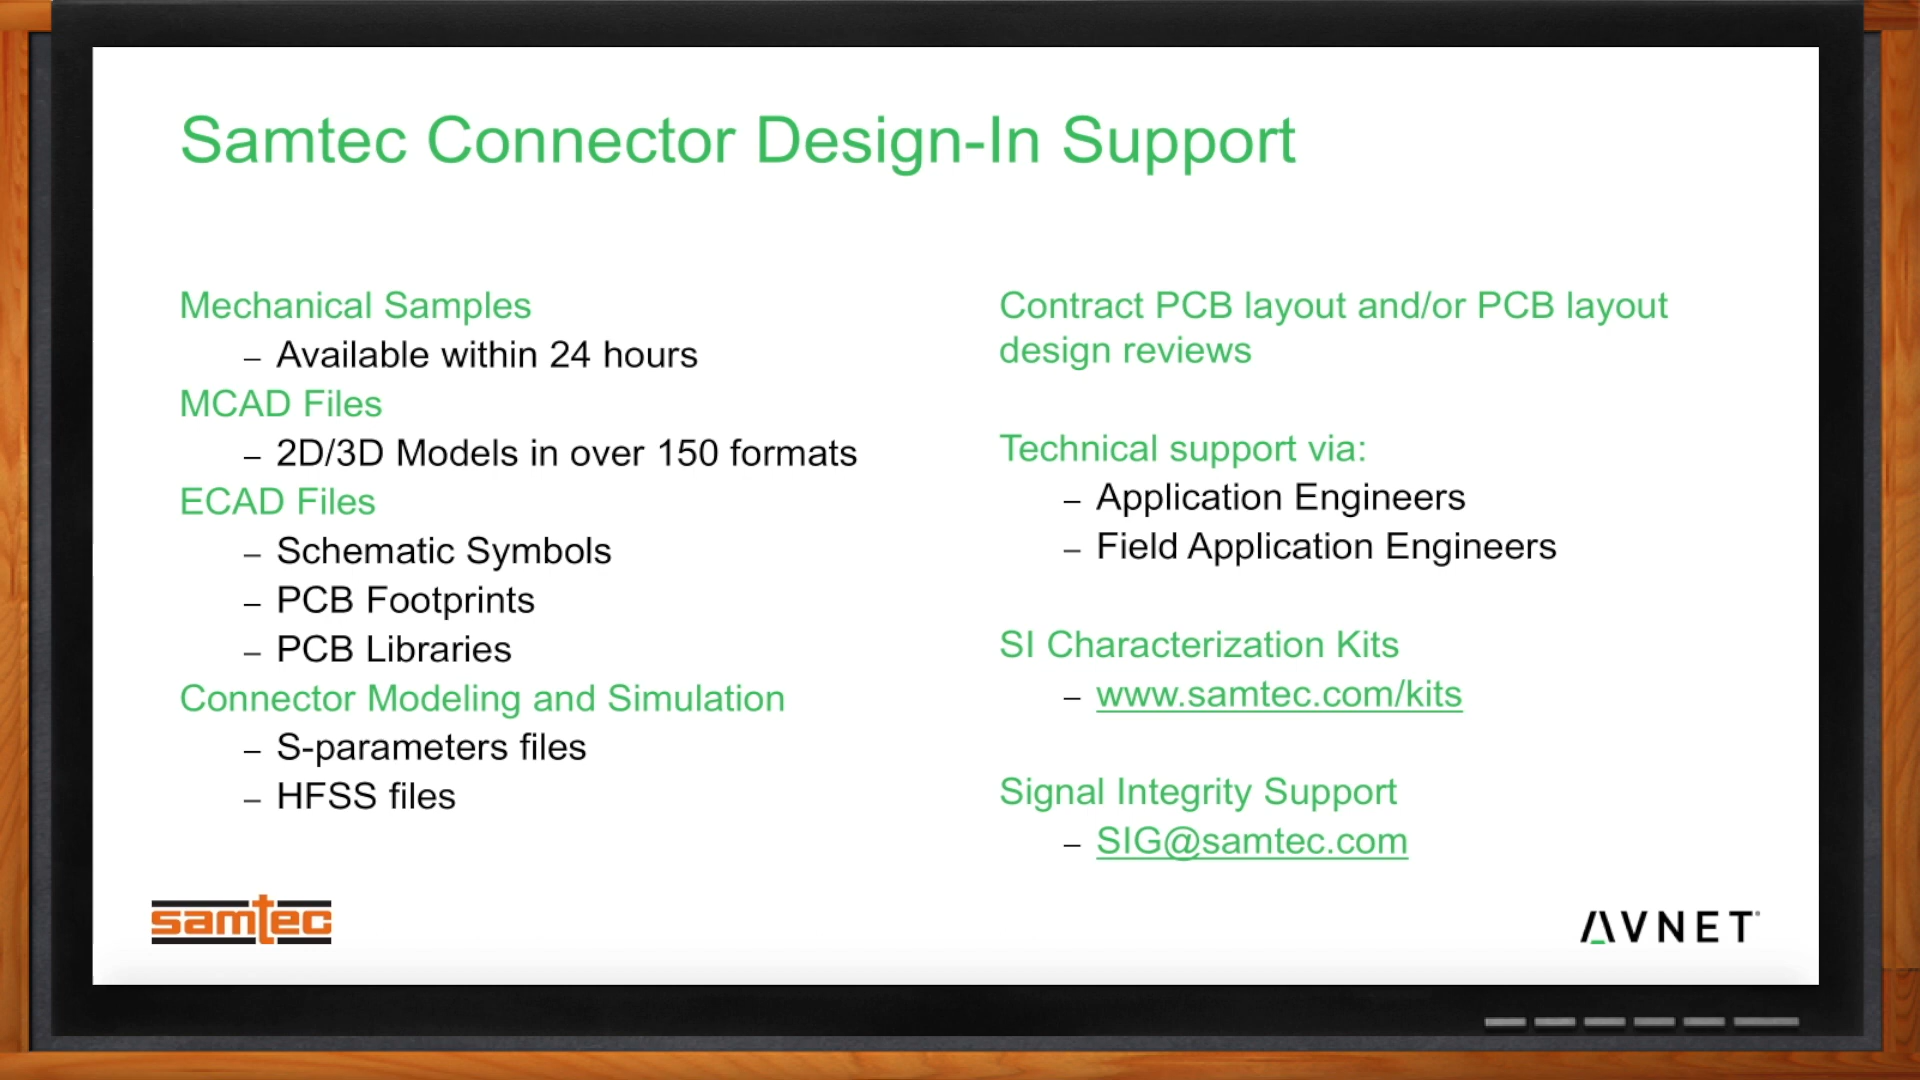 Samtec Connector Design-In Support
Mechanical Samples
– Available within 24 hours
MCAD Files
– 2D/3D Models in over 150 formats
ECAD Files
– Schematic Symbols
– PCB Footprints
– PCB Libraries
Connector Modeling and Simulation
– S-parameters files
– HFSS files
Contract PCB layout and/or PCB layout
design reviews
Technical support via:
– Application Engineers
– Field Application Engineers
SI Characterization Kits
– www.samtec.com/kits
Signal Integrity Support
– SIG@samtec.com
samtec
AVNET